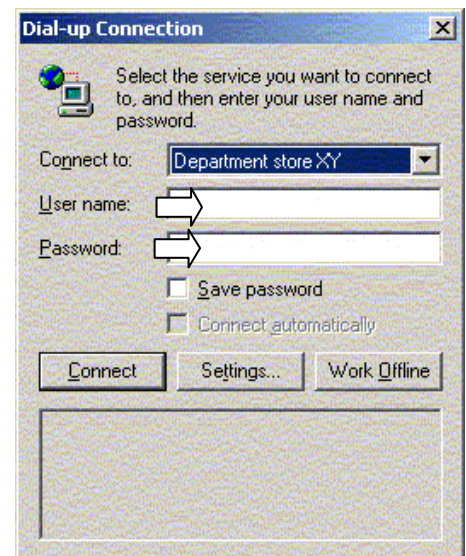 Dial-up Connection
Select the service you want to connect
to, and then enter your user name and
password.
Connect to: Department store XY
User name:
Password:
Save password
Connect automatically
Connect Settings... Work Offline